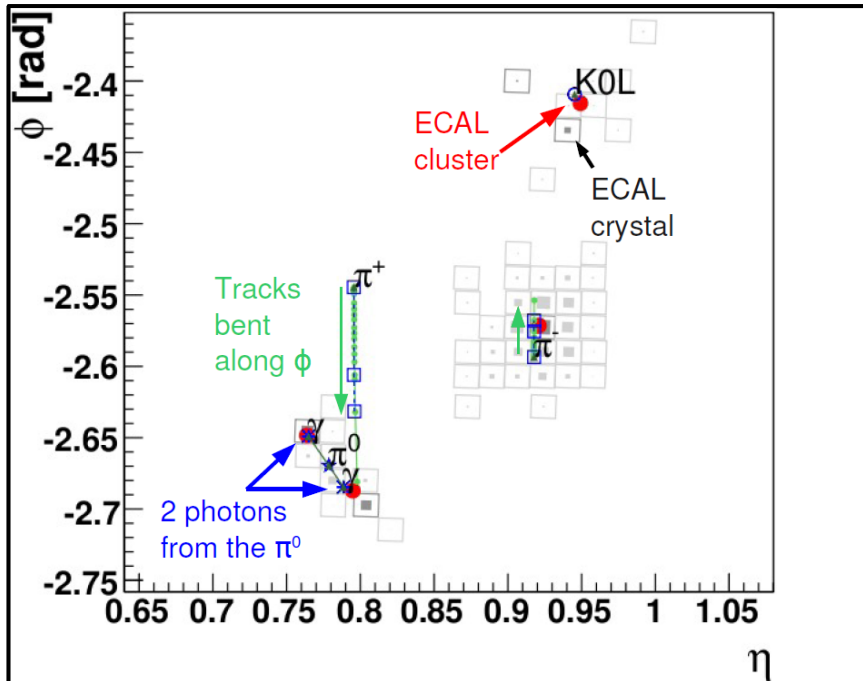 ϕ [rad]
-2.4
-2.45
-2.5
-2.55
-2.6
-2.65
-2.7
-2.75
K0L
ECAL
cluster
ECAL
crystal
Tracks
bent
along ϕ
π⁺
π⁻
γ
π⁰
γ
2 photons
from the π⁰
0.65 0.7 0.75 0.8 0.85 0.9 0.95 1 1.05
η